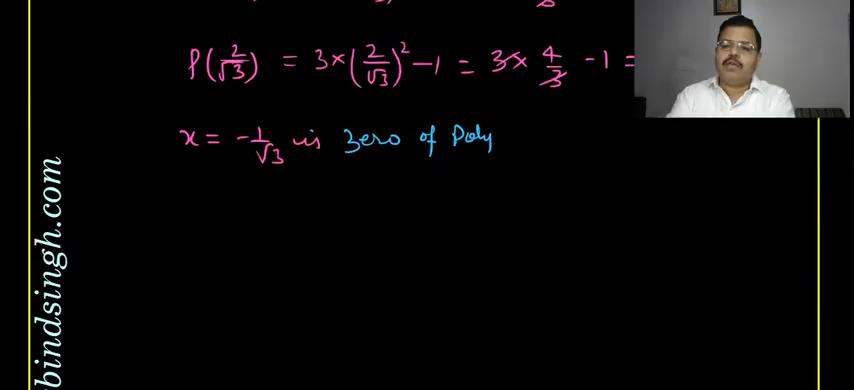 P(2/√3) = 3×(2/√3)² -1 = 3× 4/3 -1 =
x = -1/√3 is Zero of Poly
bindsingh.com